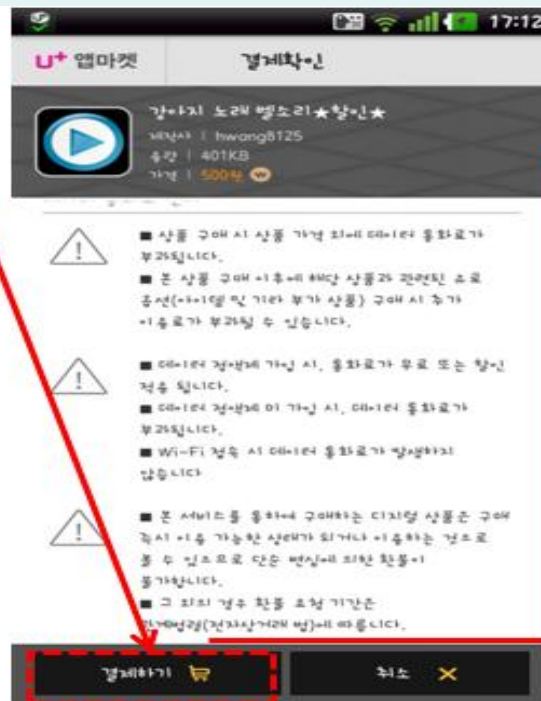 17:12
U+ 앱마켓
결제확인
강아지 노래 벨소리★할인★
제작사 | hwang8125
용량 | 401KB
가격 | 500원
■ 상품 구매 시 상품 가격 외에 데이터 통화료가
부과됩니다.
■ 본 상품 구매 이후에 해당 상품과 관련된 유료
옵션(아이템 및 기타 부가 상품) 구매 시 추가
이용료가 부과될 수 있습니다.
■ 데이터 정액제 가입 시, 통화료가 무료 또는 할인
적용 됩니다.
■ 데이터 정액제 미 가입 시, 데이터 통화료가
부과됩니다.
■ Wi-Fi 접속 시 데이터 통화료가 발생하지
않습니다
■ 본 서비스를 통하여 구매하는 디지털 상품은 구매
즉시 이용 가능한 상태가 되거나 이용하는 것으로
볼 수 있으므로 단순 변심에 의한 환불이
불가합니다.
■ 그 외의 경우 환불 요청 기간은
관계법령(전자상거래 법)에 따릅니다.
결제하기
취소